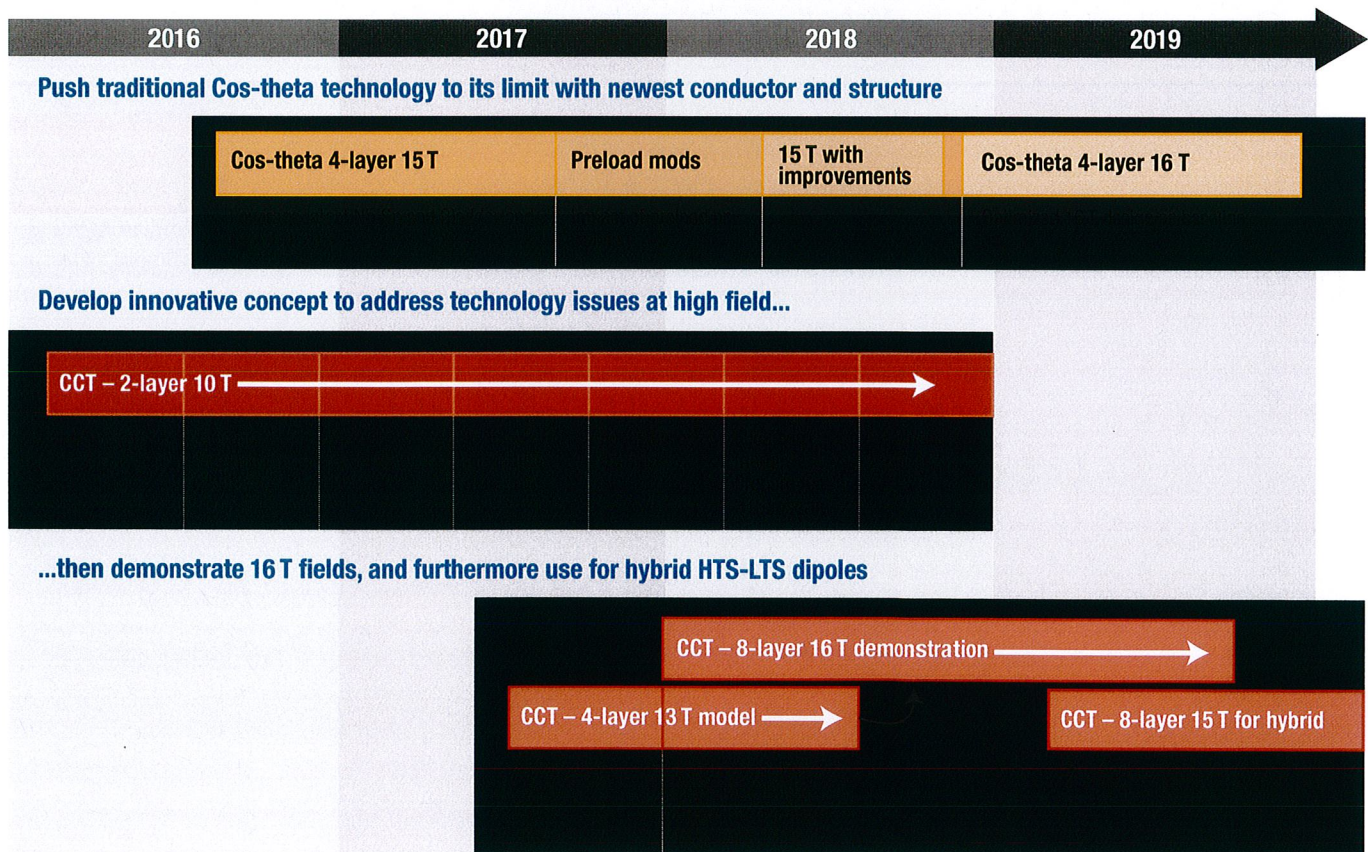 2016 2017 2018 2019
Push traditional Cos-theta technology to its limit with newest conductor and structure
Cos-theta 4-layer 15 T
Preload mods
15 T with
improvements
Cos-theta 4-layer 16 T
Develop innovative concept to address technology issues at high field...
CCT – 2-layer 10 T
...then demonstrate 16 T fields, and furthermore use for hybrid HTS-LTS dipoles
CCT – 8-layer 16 T demonstration
CCT – 4-layer 13 T model
CCT – 8-layer 15 T for hybrid